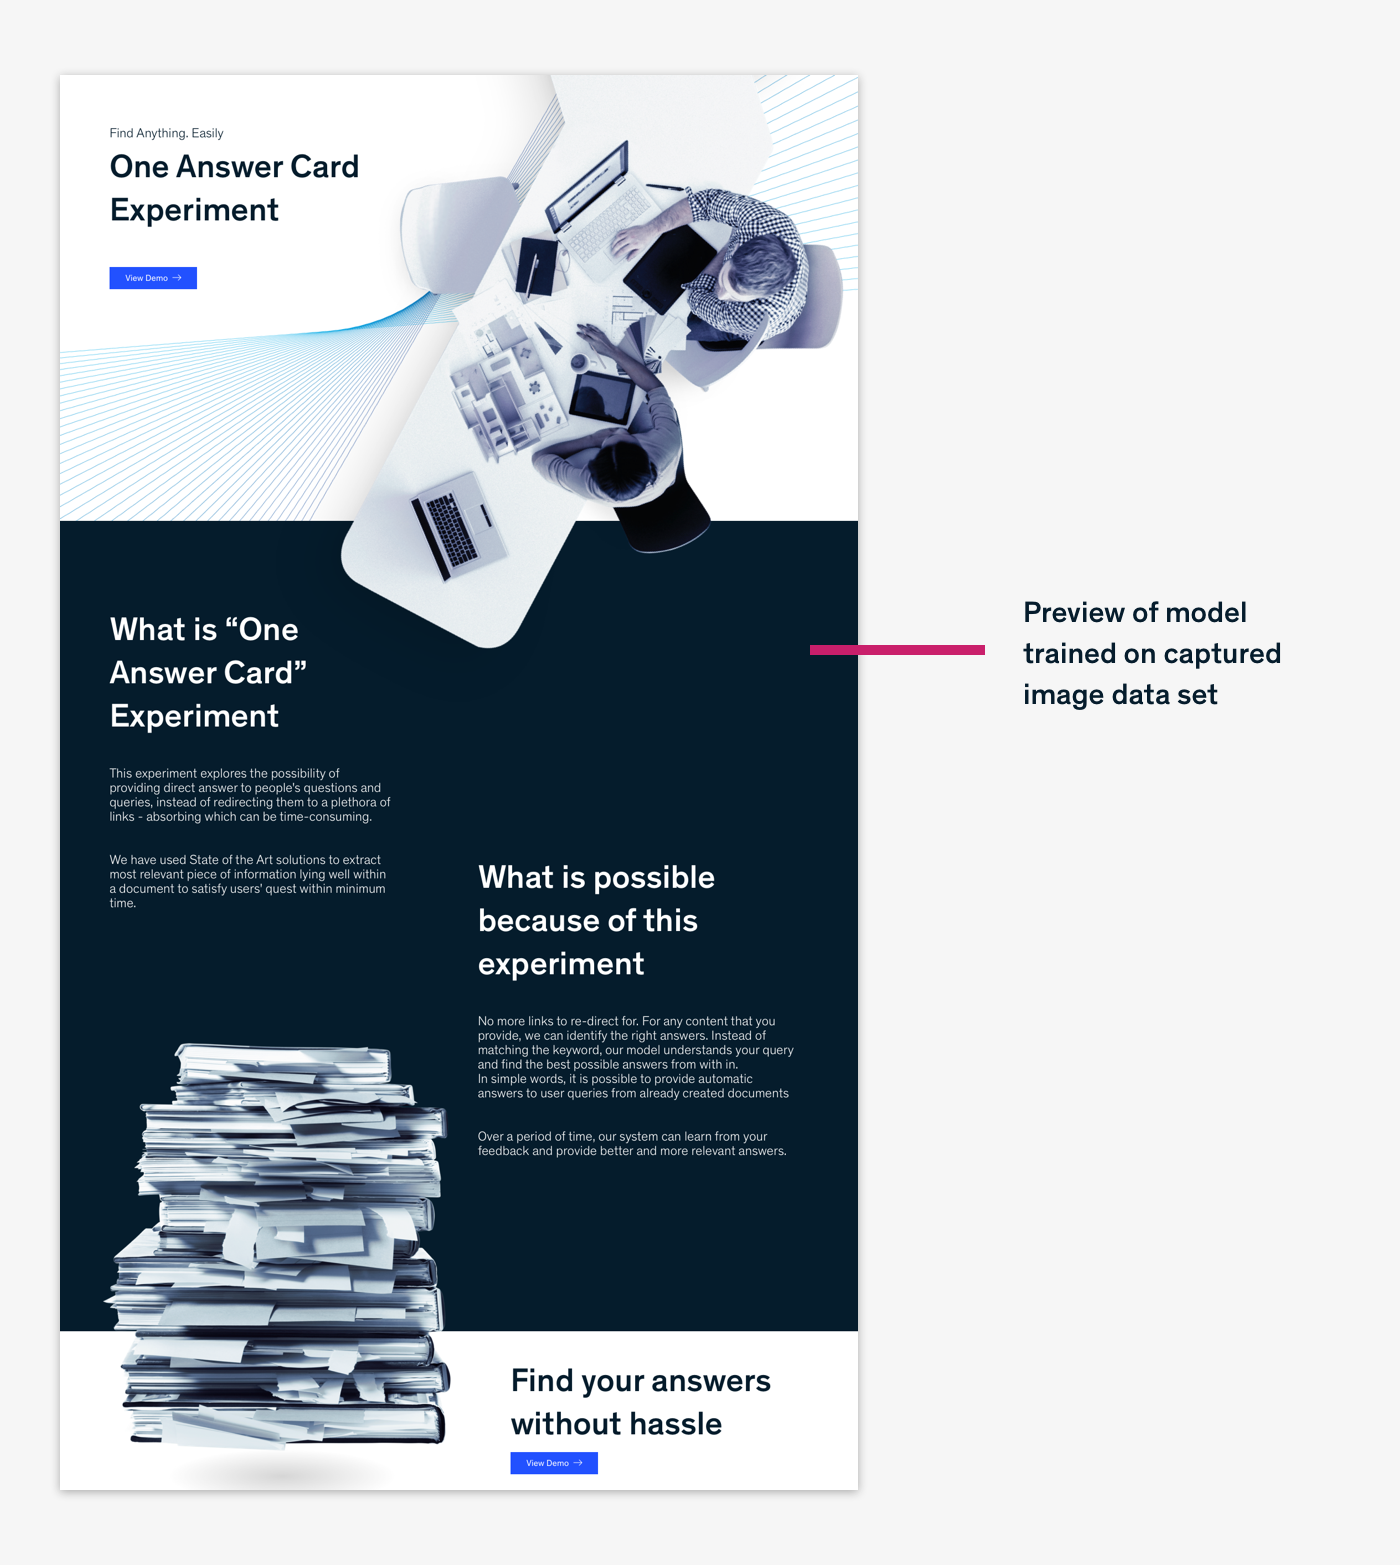 Find Anything. Easily
One Answer Card
Experiment
View Demo →
What is “One
Answer Card”
Experiment
This experiment explores the possibility of
providing direct answer to people's questions and
queries, instead of redirecting them to a plethora of
links - absorbing which can be time-consuming.
We have used State of the Art solutions to extract
most relevant piece of information lying well within
a document to satisfy users' quest within minimum
time.
Preview of model
trained on captured
image data set
What is possible
because of this
experiment
No more links to re-direct for. For any content that you
provide, we can identify the right answers. Instead of
matching the keyword, our model understands your query
and find the best possible answers from with in.
In simple words, it is possible to provide automatic
answers to user queries from already created documents
Over a period of time, our system can learn from your
feedback and provide better and more relevant answers.
Find your answers
without hassle
View Demo →